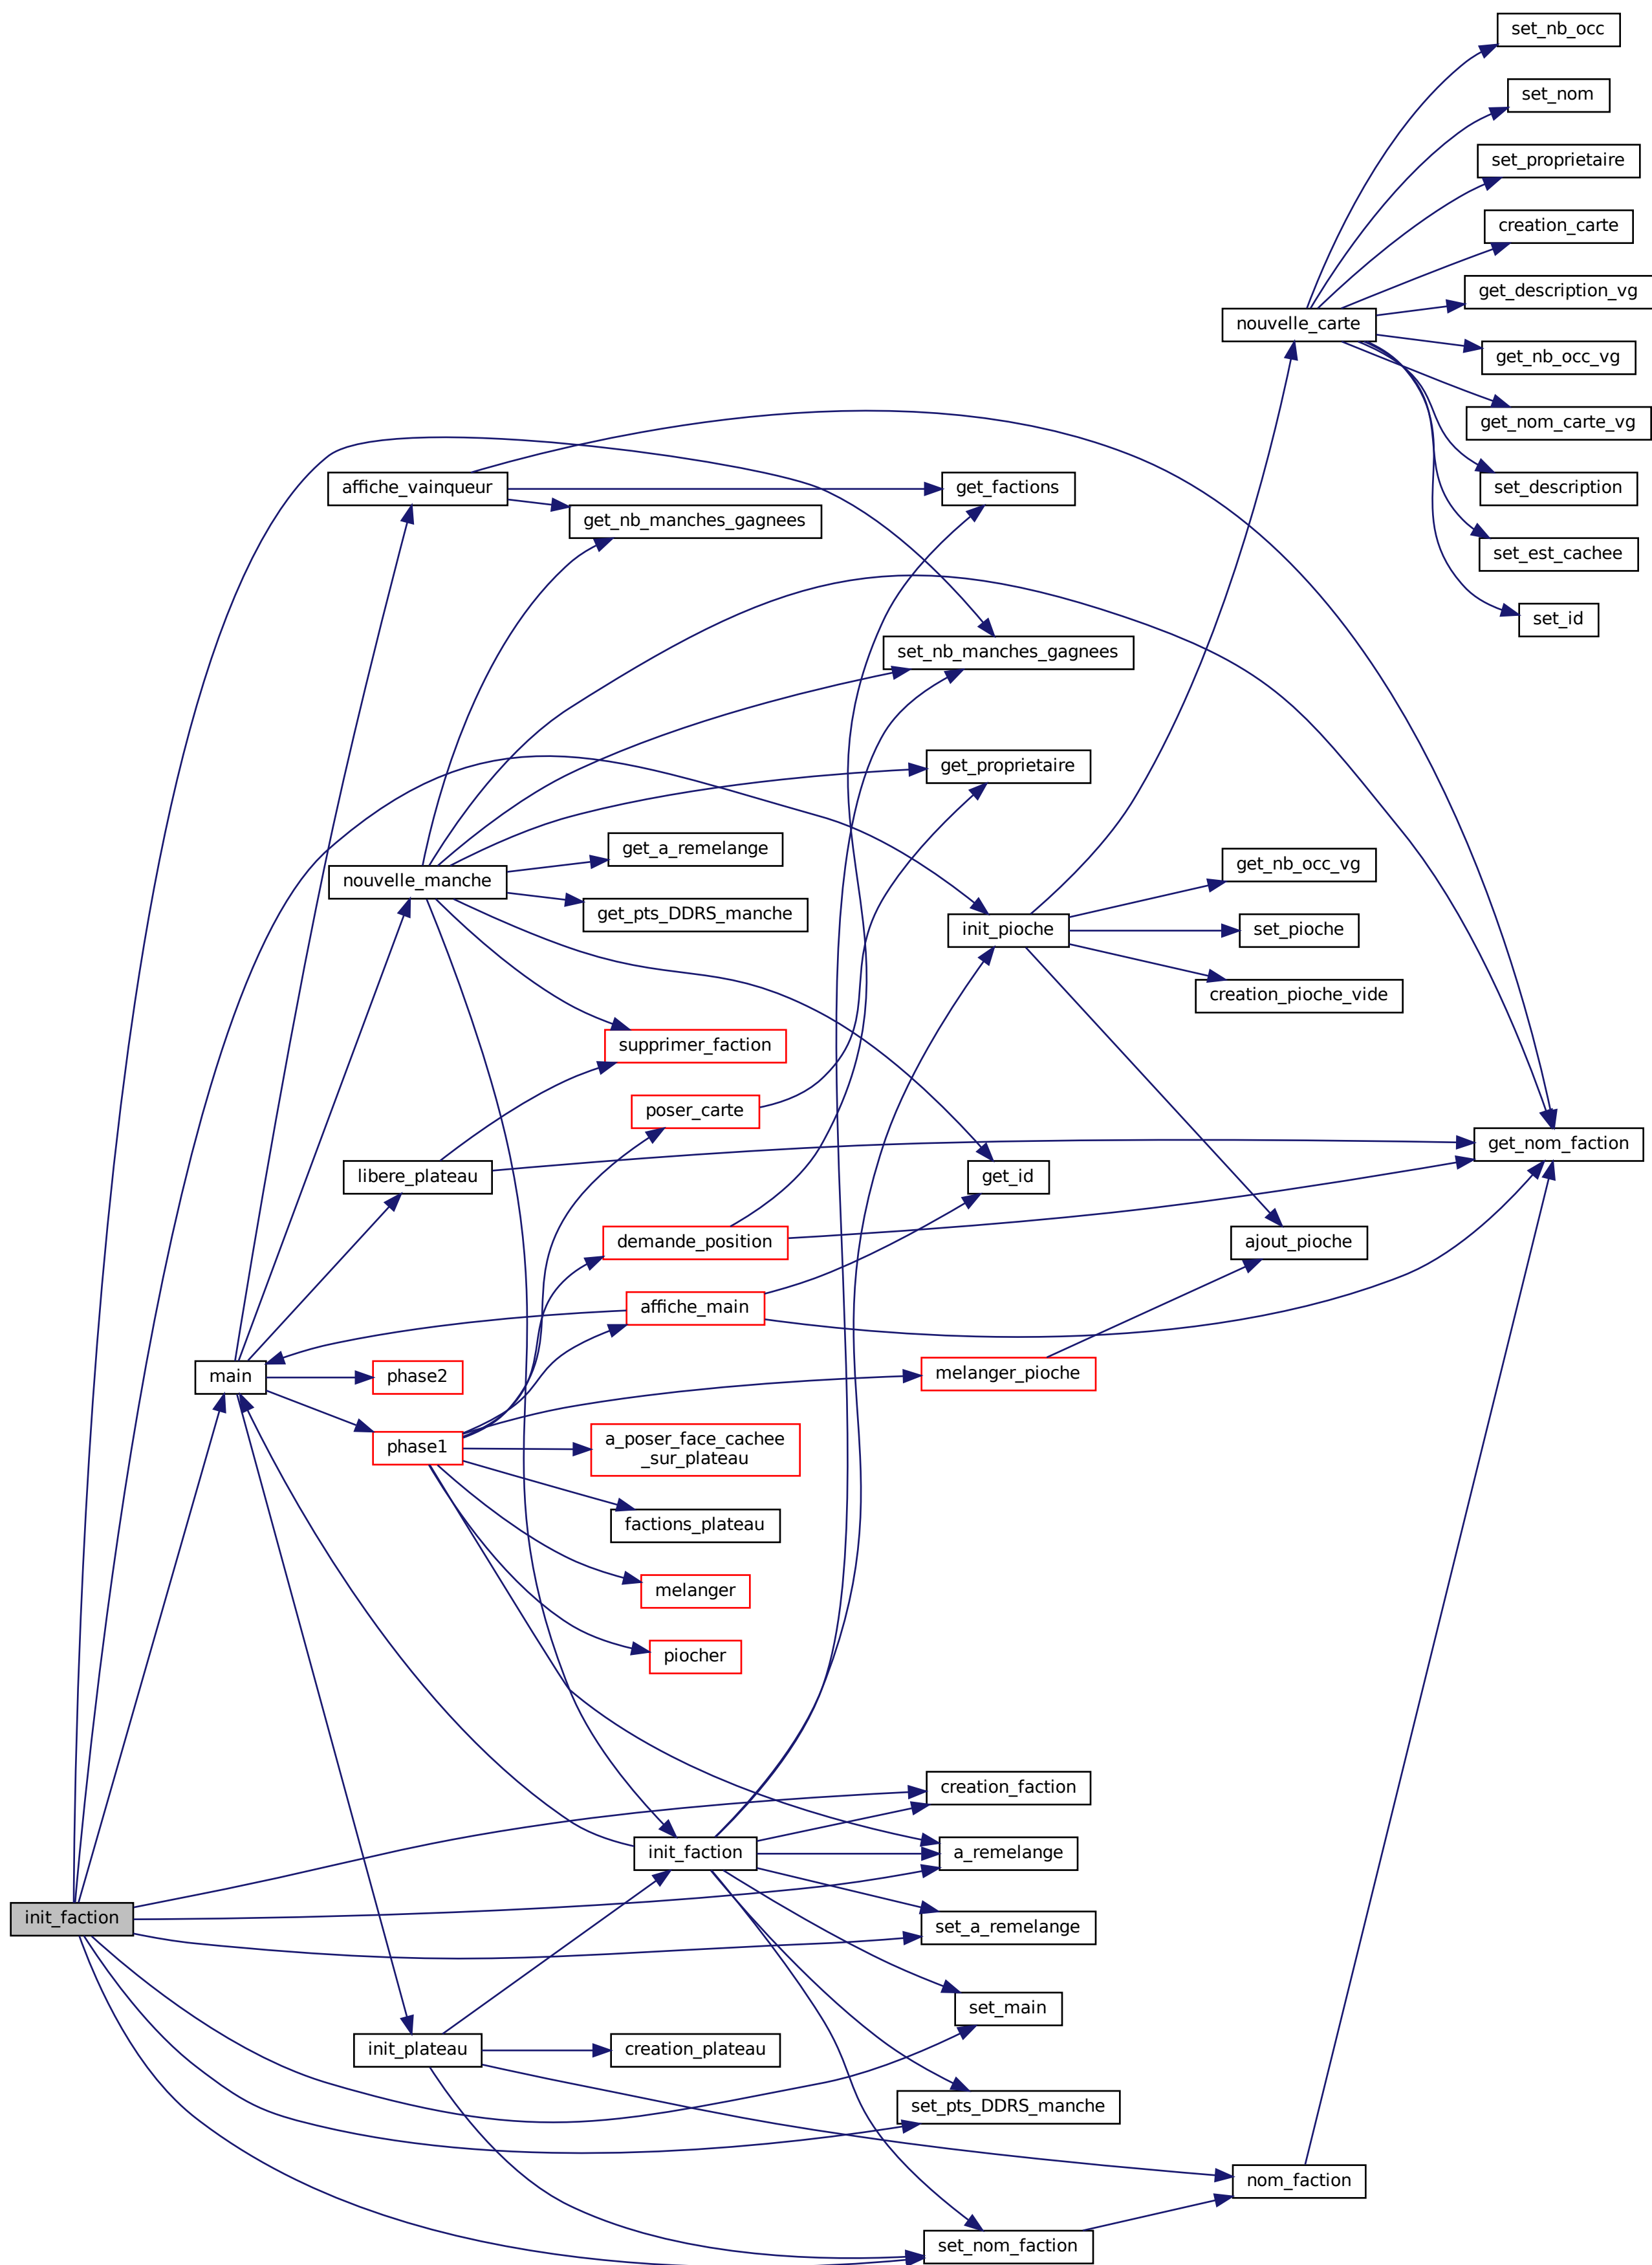 set_nb_occ
set_nom
set_proprietaire
creation_carte
get_description_vg
nouvelle_carte
get_nb_occ_vg
get_nom_carte_vg
affiche_vainqueur
get_factions
set_description
get_nb_manches_gagnees
set_est_cachee
set_id
set_nb_manches_gagnees
get_proprietaire
get_a_remelange
get_nb_occ_vg
nouvelle_manche
get_pts_DDRS_manche
init_pioche
set_pioche
creation_pioche_vide
supprimer_faction
poser_carte
get_nom_faction
libere_plateau
get_id
demande_position
ajout_pioche
affiche_main
main
phase2
melanger_pioche
phase1
a_poser_face_cachee
_sur_plateau
factions_plateau
melanger
piocher
creation_faction
init_faction
a_remelange
init_faction
set_a_remelange
set_main
init_plateau
creation_plateau
set_pts_DDRS_manche
nom_faction
set_nom_faction